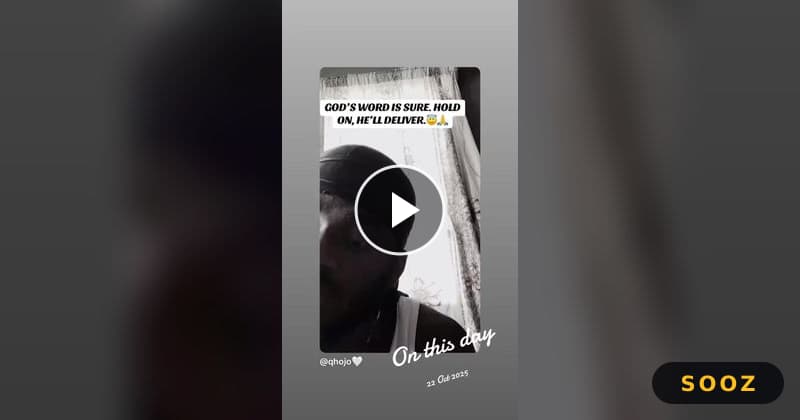 GOD'S WORD IS SURE. HOLD
ON, HE'LL DELIVER.😇🙏
@qhojo🤍
On this day
22 Oct 2025
SOOZ